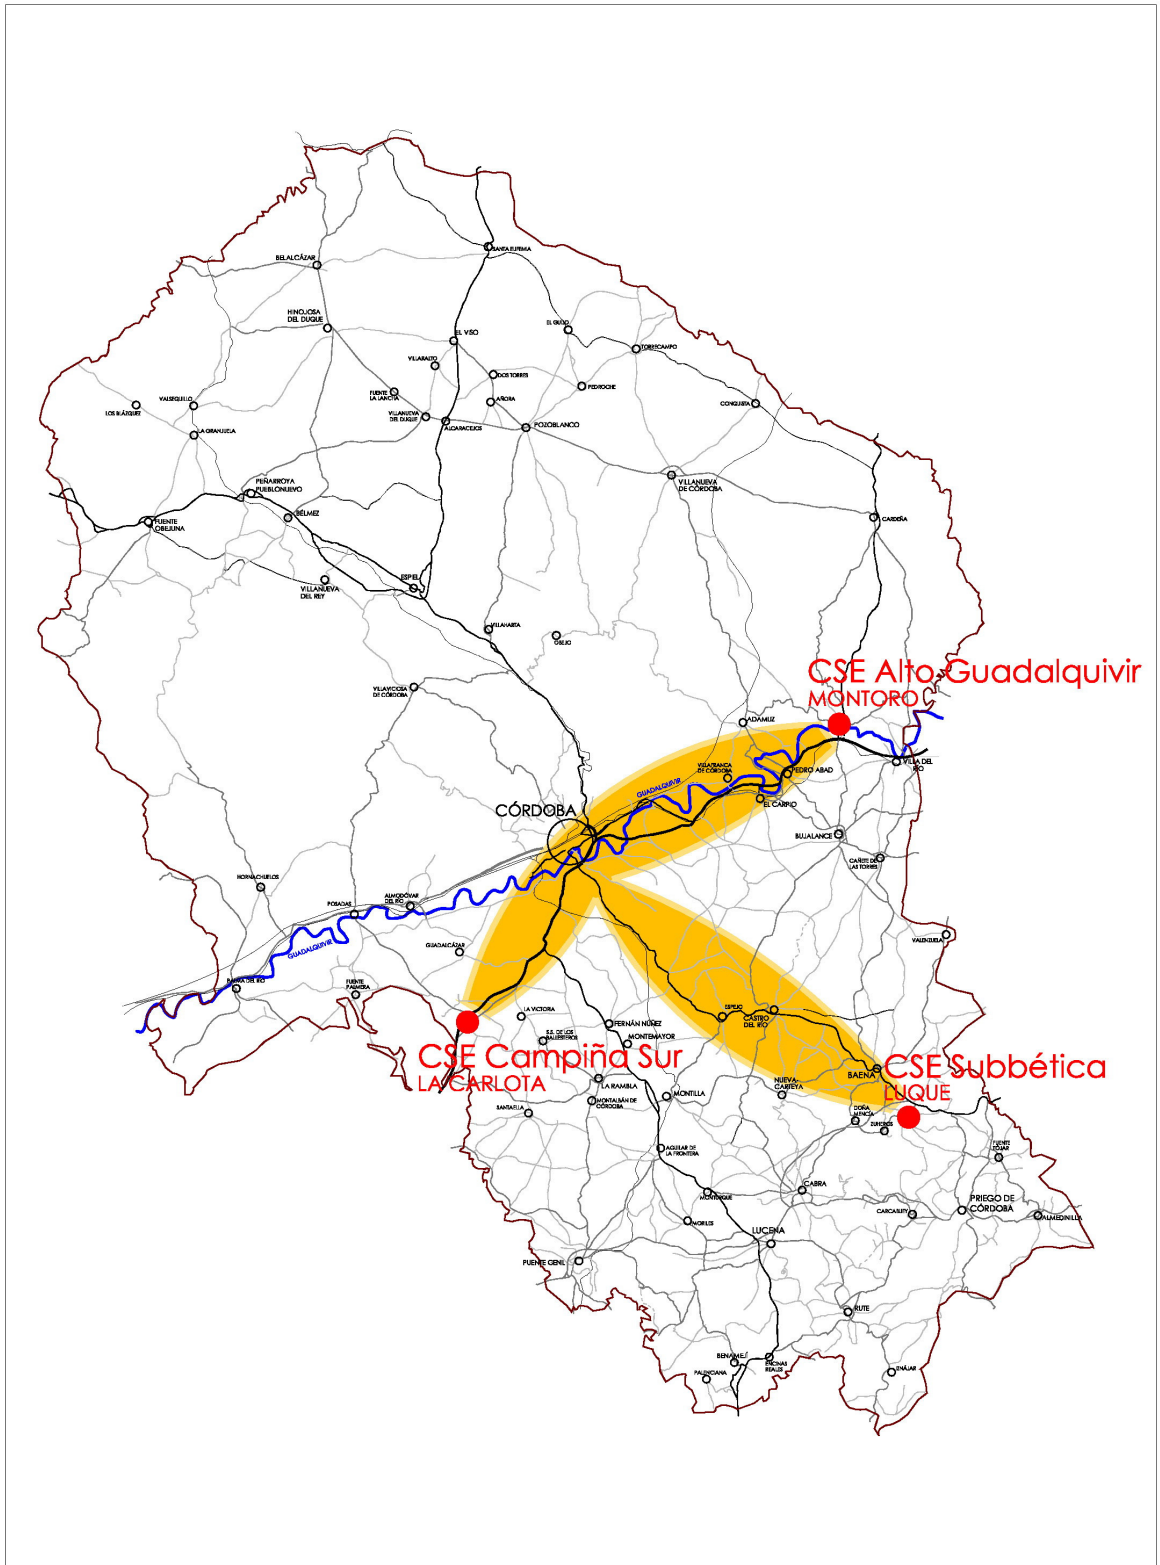 SANTA EUFEMIA
BELALCÁZAR
HINOJOSA
DEL DUQUE
EL GUIJO
EL VISO
TORRECAMPO
VILLARALTO
DOS TORRES
PEDROCHE
FUENTE
LA LANCHA
AÑORA
CONQUISTA
VALSEQUILLO
LOS BLÁZQUEZ
VILLANUEVA
DEL DUQUE
ALCARACEJOS
POZOBLANCO
LA GRANJUELA
PEÑARROYA
PUEBLONUEVO
VILLANUEVA
DE CÓRDOBA
BÉLMEZ
CARDEÑA
FUENTE
OBEJUNA
ESPIEL
VILLANUEVA
DEL REY
VILLAHARTA
OBEJO
CSE Alto Guadalquivir
MONTORO
VILLAVICIOSA
DE CÓRDOBA
ADAMUZ
VILLA DEL
RÍO
VILLAFRANCA
DE CÓRDOBA
PEDRO ABAD
GUADALQUIVIR
EL CARPIO
CÓRDOBA
BUJALANCE
CAÑETE DE
LAS TORRES
HORNACHUELOS
ALMODÓVAR
DEL RÍO
POSADAS
VALENZUELA
GUADALCÁZAR
GUADALQUIVIR
PALMA DEL RÍO
FUENTE
PALMERA
LA VICTORIA
ESPEJO
CASTRO
DEL RÍO
FERNÁN NÚÑEZ
S.S. DE LOS
BALLESTEROS
MONTEMAYOR
CSE Campiña Sur
LA CARLOTA
CSE Subbética
LUQUE
BAENA
LA RAMBLA
NUEVA-
CARTEYA
MONTILLA
MONTALBÁN DE
CÓRDOBA
SANTAELLA
DOÑA
MENCÍA
ZUHEROS
FUENTE
TÓJAR
AGUILAR DE
LA FRONTERA
CABRA
MONTURQUE
PRIEGO DE
CÓRDOBA
CARCABUEY
ALMEDINILLA
MORILES
LUCENA
PUENTE GENIL
RUTE
BENAMEJÍ
ENCINAS
REALES
PALENCIANA
IZNÁJAR